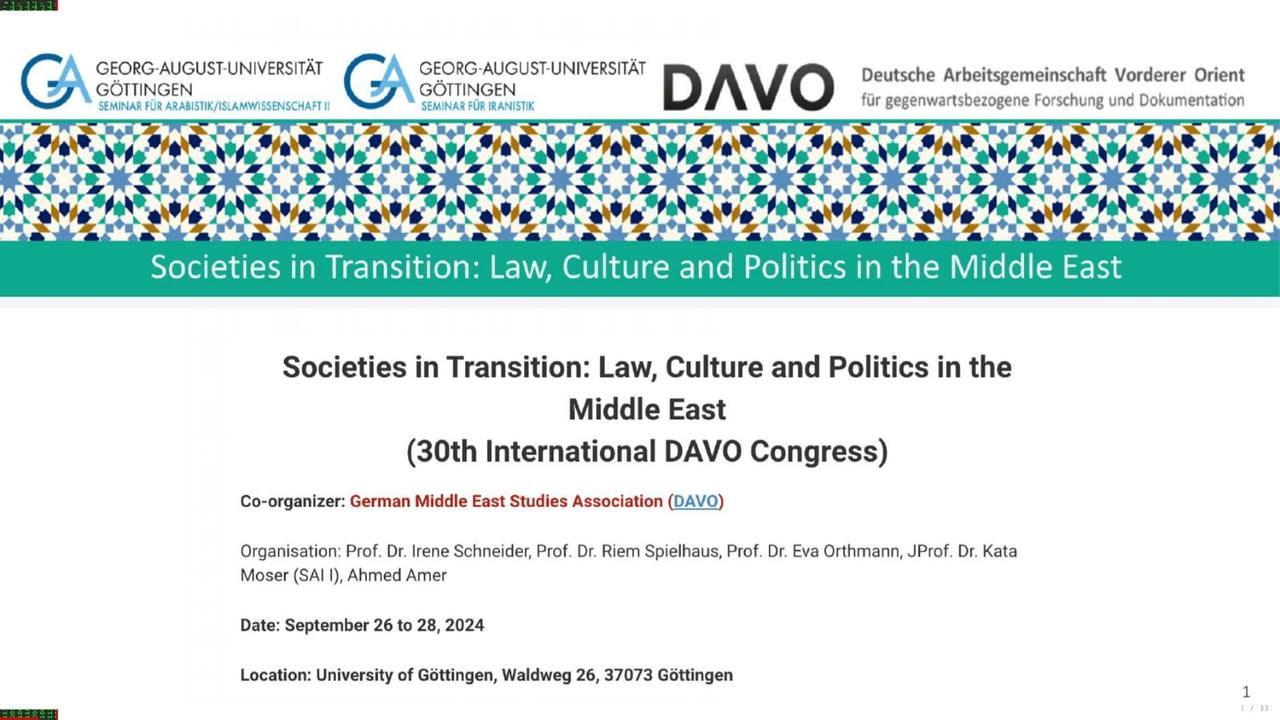 GEORG-AUGUST-UNIVERSITÄT
GÖTTINGEN
SEMINAR FÜR ARABISTIK/ISLAMWISSENSCHAFT II
GEORG-AUGUST-UNIVERSITÄT
GÖTTINGEN
SEMINAR FÜR IRANISTIK
DAVO
Deutsche Arbeitsgemeinschaft Vorderer Orient
für gegenwartsbezogene Forschung und Dokumentation
Societies in Transition: Law, Culture and Politics in the Middle East
Societies in Transition: Law, Culture and Politics in the
Middle East
(30th International DAVO Congress)
Co-organizer: German Middle East Studies Association (DAVO)
Organisation: Prof. Dr. Irene Schneider, Prof. Dr. Riem Spielhaus, Prof. Dr. Eva Orthmann, JProf. Dr. Kata
Moser (SAI I), Ahmed Amer
Date: September 26 to 28, 2024
Location: University of Göttingen, Waldweg 26, 37073 Göttingen
1
1 / 33